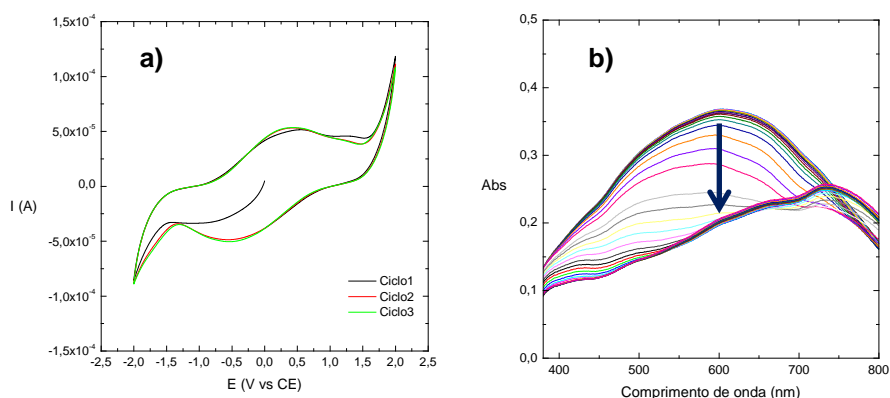 a)
1,5x10⁻⁴
1,0x10⁻⁴
5,0x10⁻⁵
0,0
-5,0x10⁻⁵
-1,0x10⁻⁴
-1,5x10⁻⁴
I (A)
-2,5 -2,0 -1,5 -1,0 -0,5 0,0 0,5 1,0 1,5 2,0 2,5
E (V vs CE)
Ciclo1
Ciclo2
Ciclo3
b)
0,5
0,4
0,3
0,2
0,1
0,0
Abs
400 500 600 700 800
Comprimento de onda (nm)